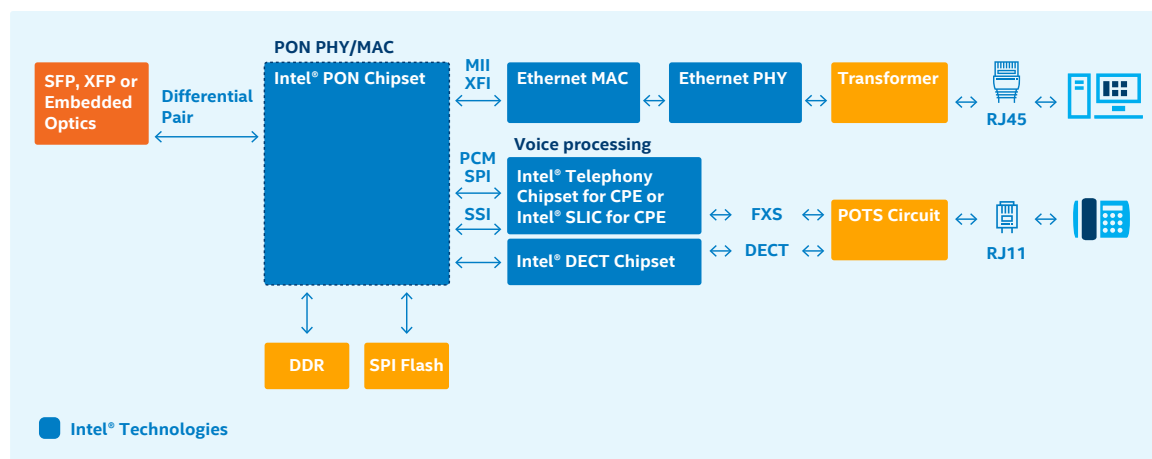 PON PHY/MAC
SFP, XFP or
Embedded
Optics
Differential
Pair
Intel® PON Chipset
MII
XFI
Ethernet MAC
Ethernet PHY
Transformer
RJ45
Voice processing
PCM
SPI
SSI
Intel® Telephony
Chipset for CPE or
Intel® SLIC for CPE
Intel® DECT Chipset
FXS
DECT
POTS Circuit
RJ11
DDR
SPI Flash
Intel® Technologies